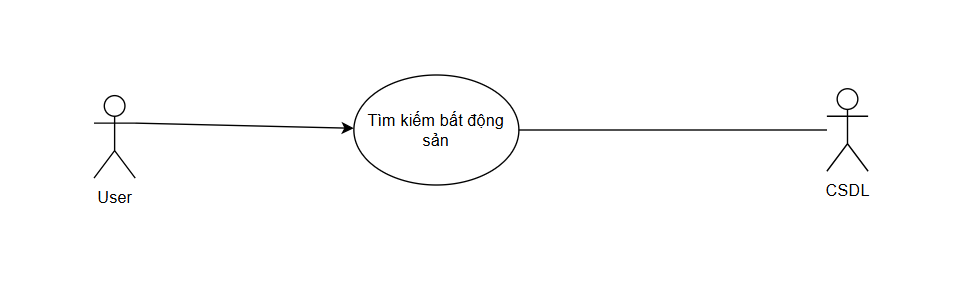 Tìm kiếm bất động
sản
User
CSDL